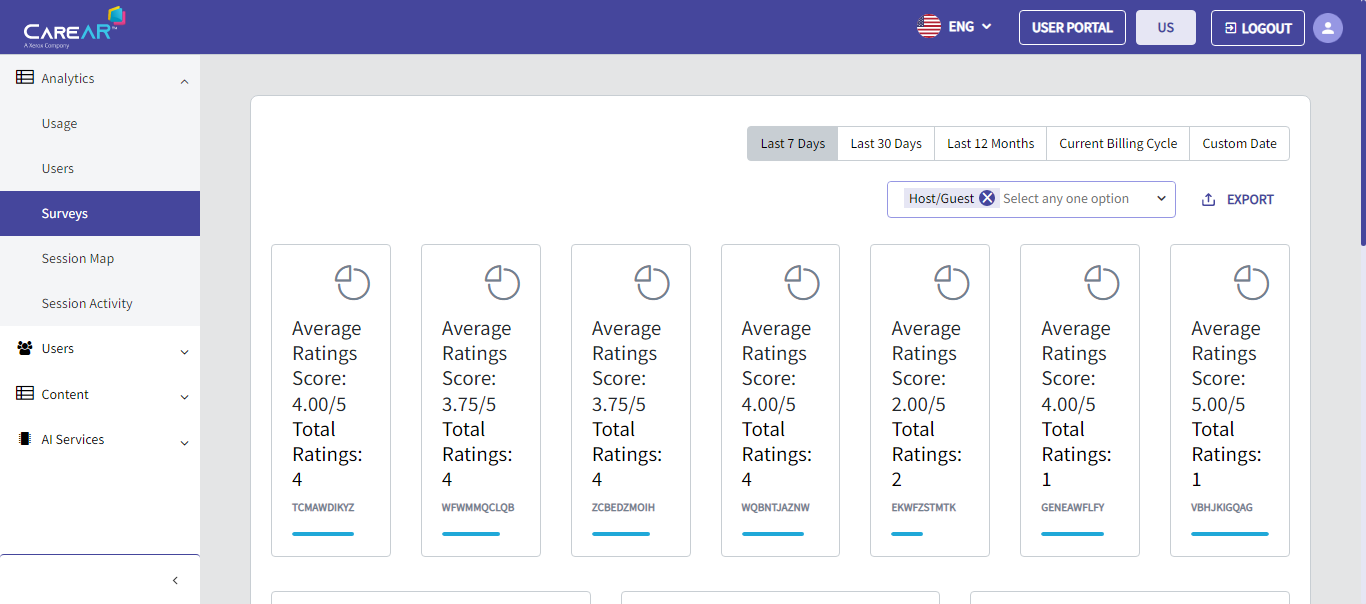 CAREAR™
A Xerox Company
ENG
USER PORTAL
US
LOGOUT
Analytics
Usage
Users
Surveys
Session Map
Session Activity
Users
Content
AI Services
Last 7 Days
Last 30 Days
Last 12 Months
Current Billing Cycle
Custom Date
Host/Guest
Select any one option
EXPORT
Average
Ratings
Score:
4.00/5
Total
Ratings:
4
TCMAWDIKYZ
Average
Ratings
Score:
3.75/5
Total
Ratings:
4
WFWMMQCLQB
Average
Ratings
Score:
3.75/5
Total
Ratings:
4
ZCBEDZMOIH
Average
Ratings
Score:
4.00/5
Total
Ratings:
4
WQBNTJAZNW
Average
Ratings
Score:
2.00/5
Total
Ratings:
2
EKWFZSTMTK
Average
Ratings
Score:
4.00/5
Total
Ratings:
1
GENEAWFLFY
Average
Ratings
Score:
5.00/5
Total
Ratings:
1
VBHJKIGQAG